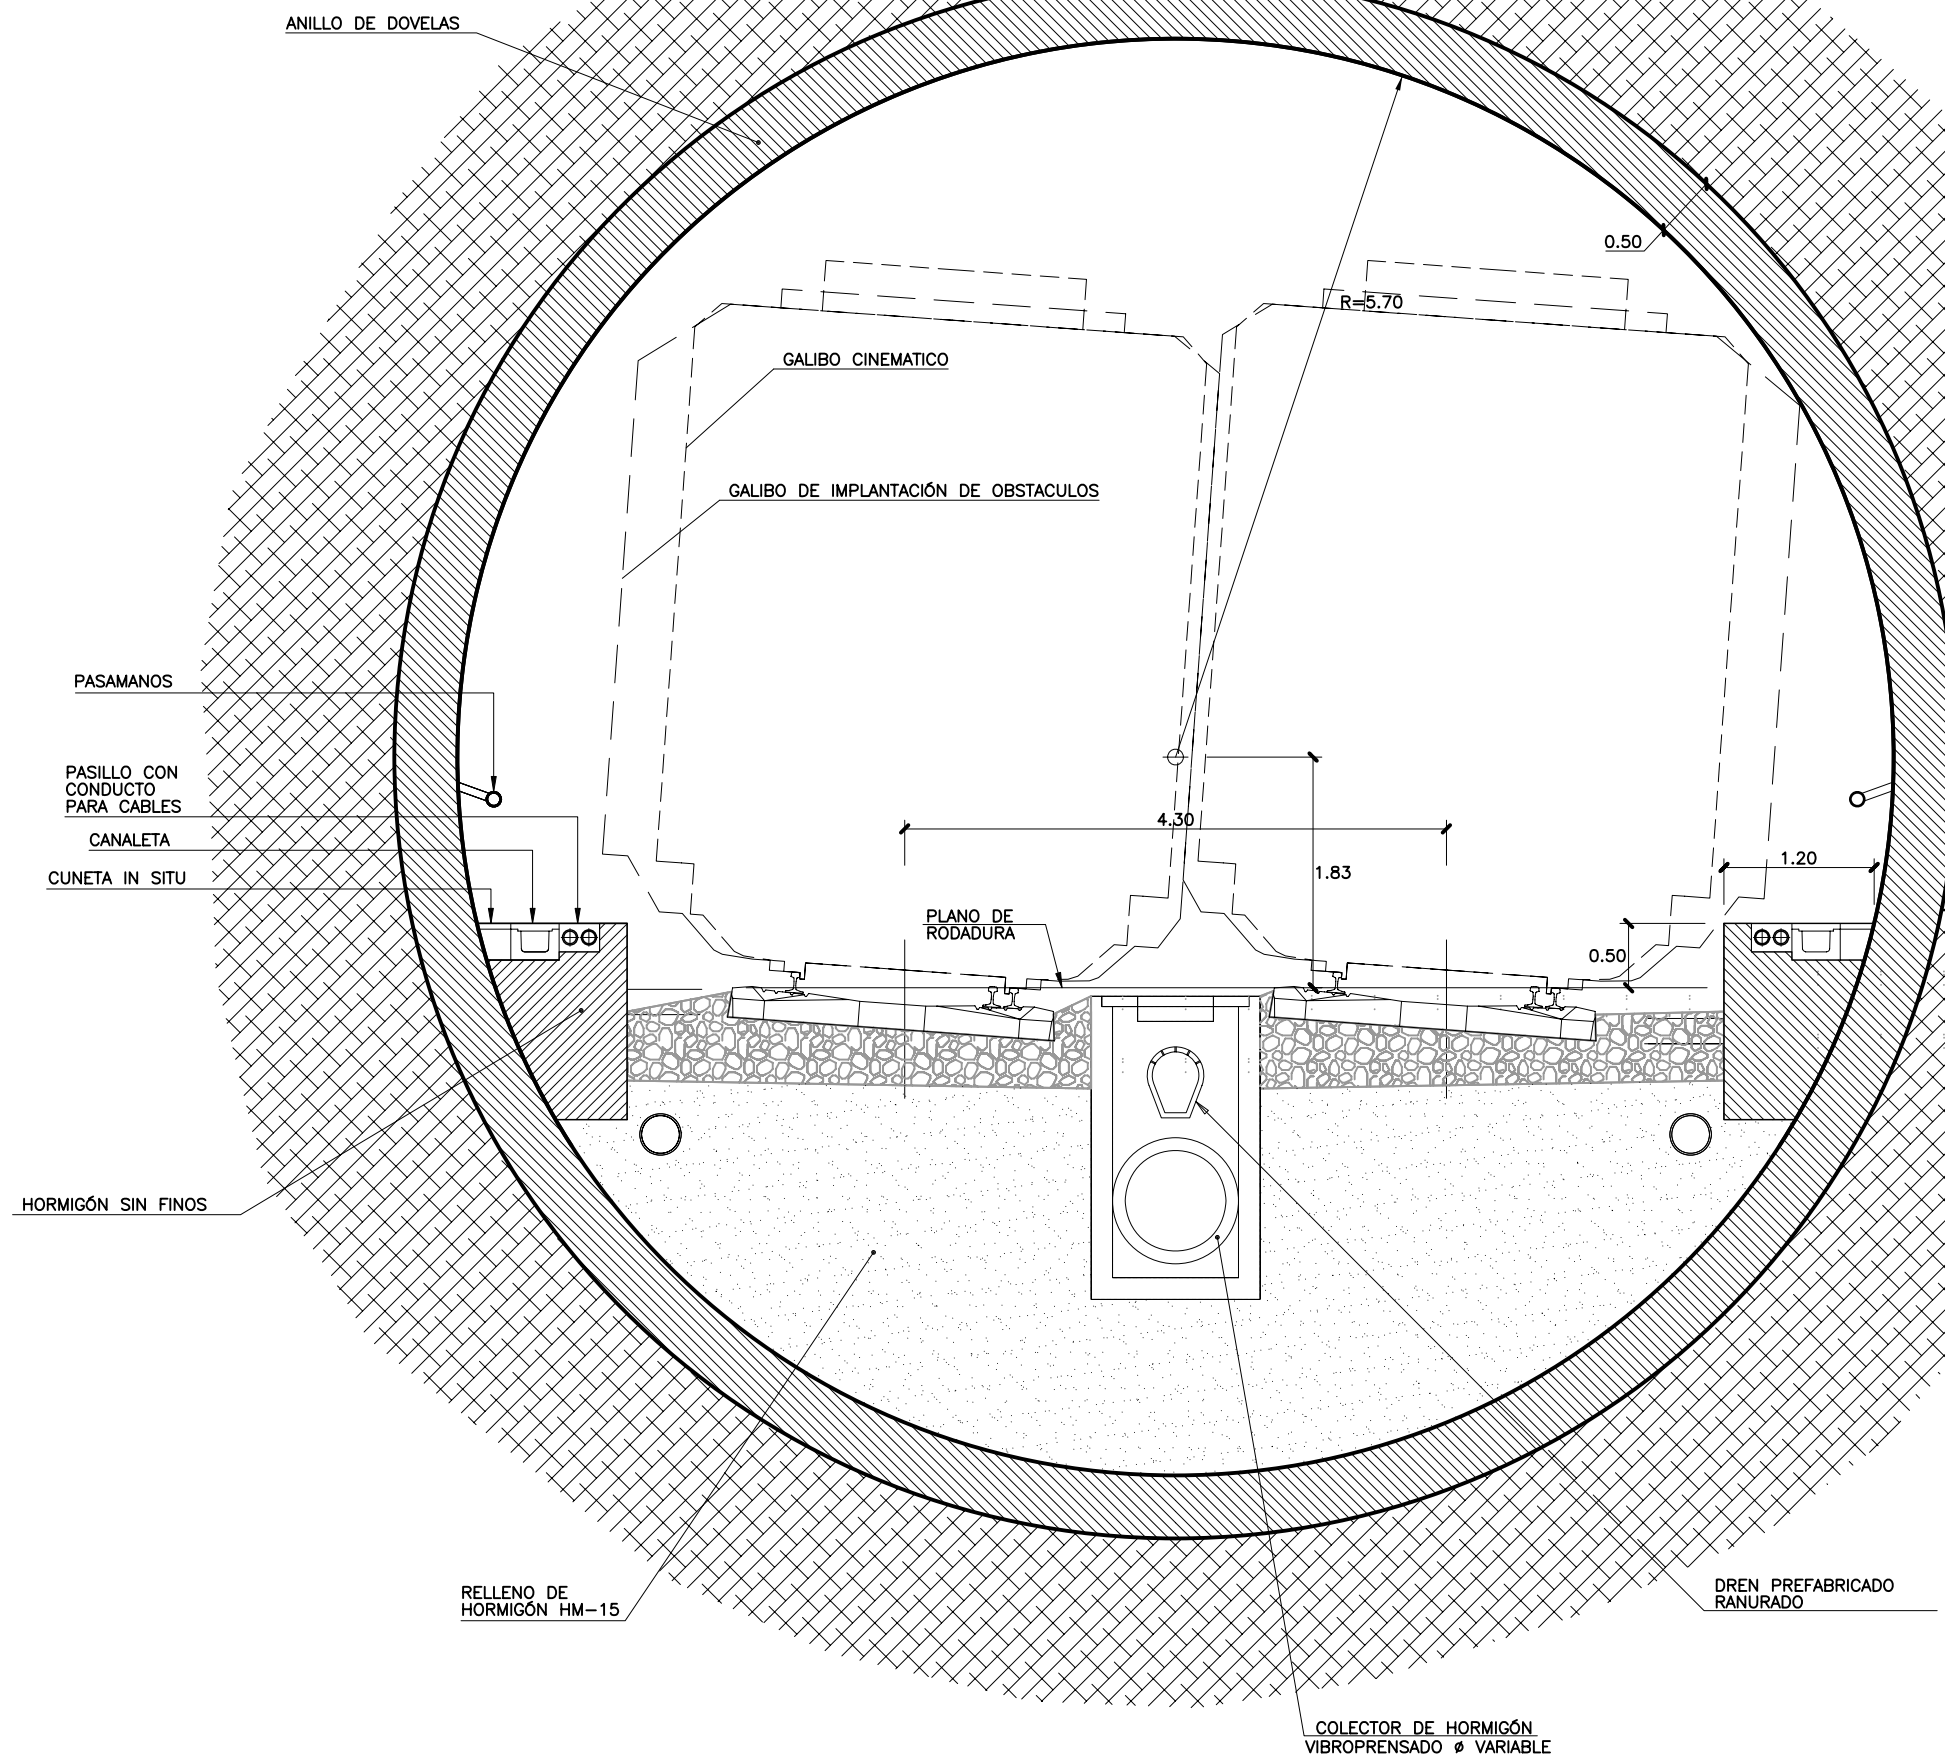 ANILLO DE DOVELAS
0.50
R=5.70
GALIBO CINEMATICO
GALIBO DE IMPLANTACIÓN DE OBSTACULOS
PASAMANOS
PASILLO CON
CONDUCTO
PARA CABLES
CANALETA
CUNETA IN SITU
4.30
1.83
1.20
PLANO DE
RODADURA
0.50
HORMIGÓN SIN FINOS
RELLENO DE
HORMIGÓN HM-15
DREN PREFABRICADO
RANURADO
COLECTOR DE HORMIGÓN
VIBROPRENSADO Ø VARIABLE